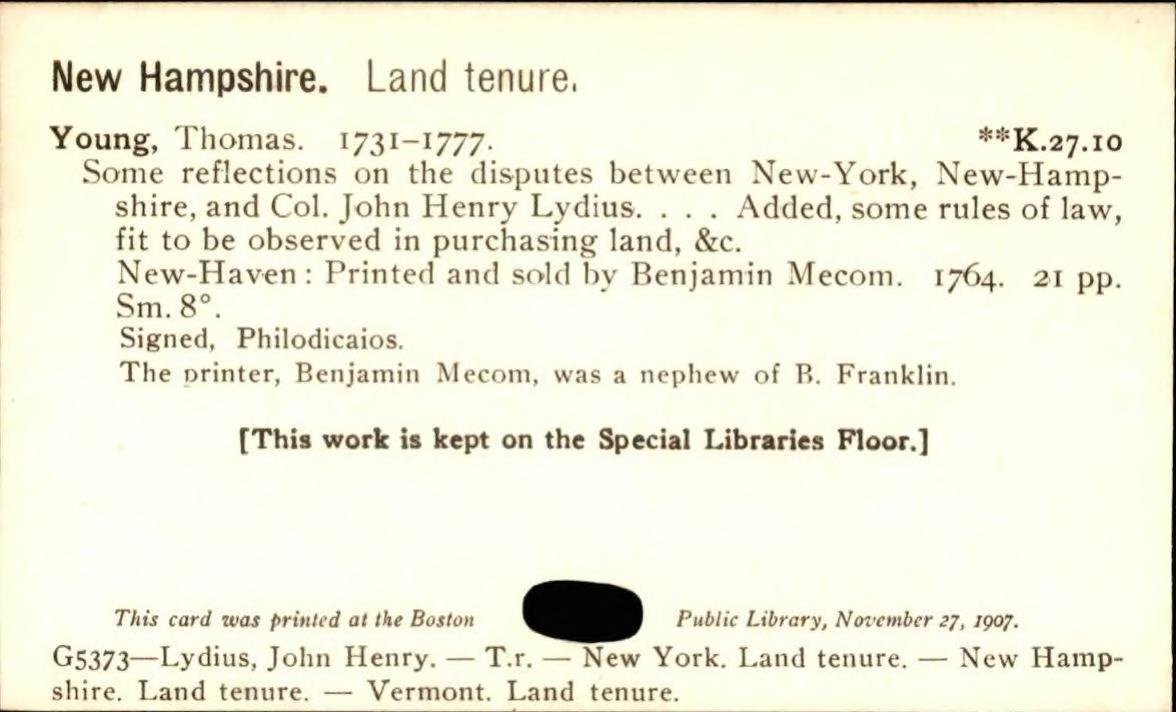 New Hampshire. Land tenure.
Young, Thomas. 1731–1777. **K.27.10
Some reflections on the disputes between New-York, New-Hamp-
shire, and Col. John Henry Lydius. . . . Added, some rules of law,
fit to be observed in purchasing land, &c.
New-Haven : Printed and sold by Benjamin Mecom. 1764. 21 pp.
Sm. 8°.
Signed, Philodicaios.
The printer, Benjamin Mecom, was a nephew of B. Franklin.
[This work is kept on the Special Libraries Floor.]
This card was printed at the Boston Public Library, November 27, 1907.
G5373—Lydius, John Henry. — T.r. — New York. Land tenure. — New Hamp-
shire. Land tenure. — Vermont. Land tenure.